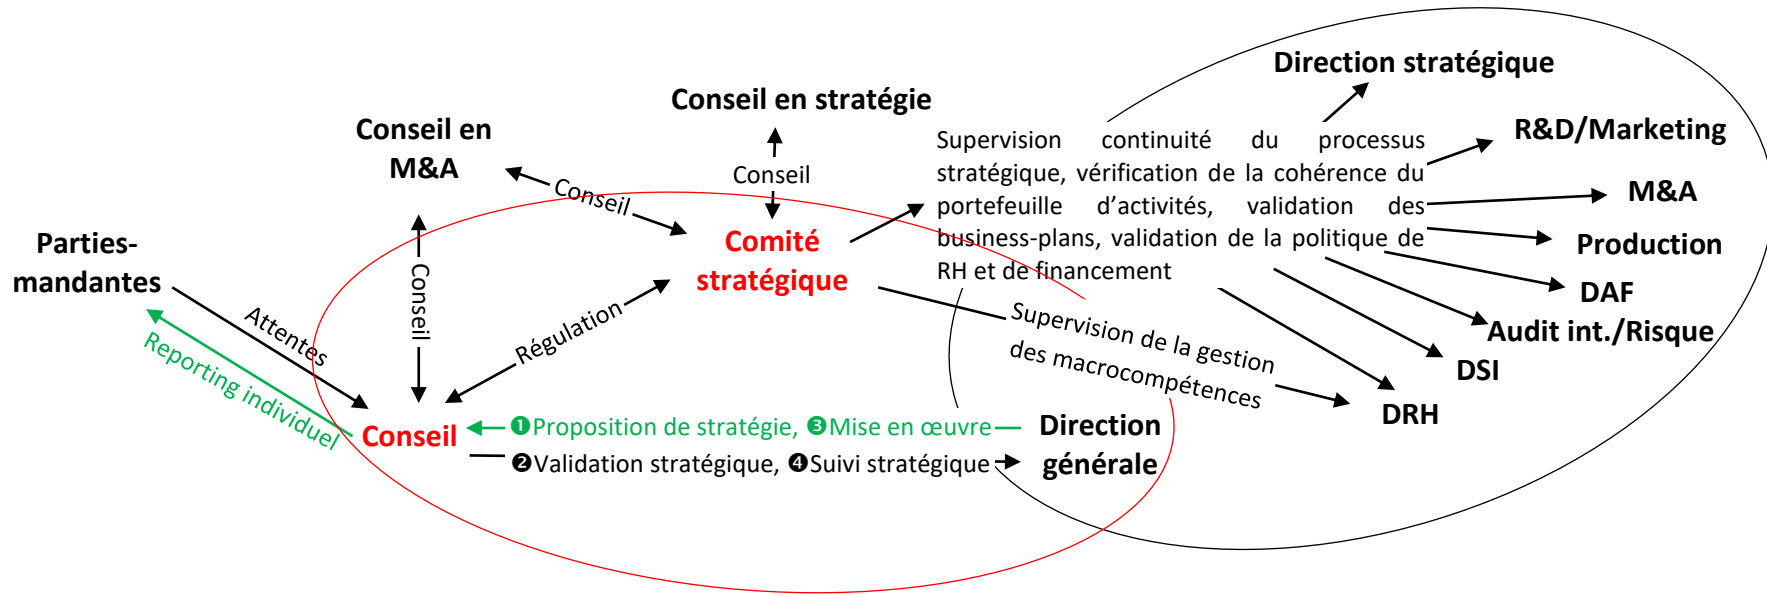 Direction stratégique
Conseil en stratégie
Conseil en
M&A
R&D/Marketing
Supervision continuité du processus
stratégique, vérification de la cohérence du
portefeuille d’activités, validation des
business-plans, validation de la politique de
RH et de financement
Conseil
Conseil
M&A
Parties-
mandantes
Comité
stratégique
Production
Conseil
DAF
Attentes
Régulation
Supervision de la gestion
des macrocompétences
Audit int./Risque
Reporting individuel
DSI
DRH
Conseil
❶Proposition de stratégie, ❸Mise en œuvre
❷Validation stratégique, ❹Suivi stratégique
Direction
générale